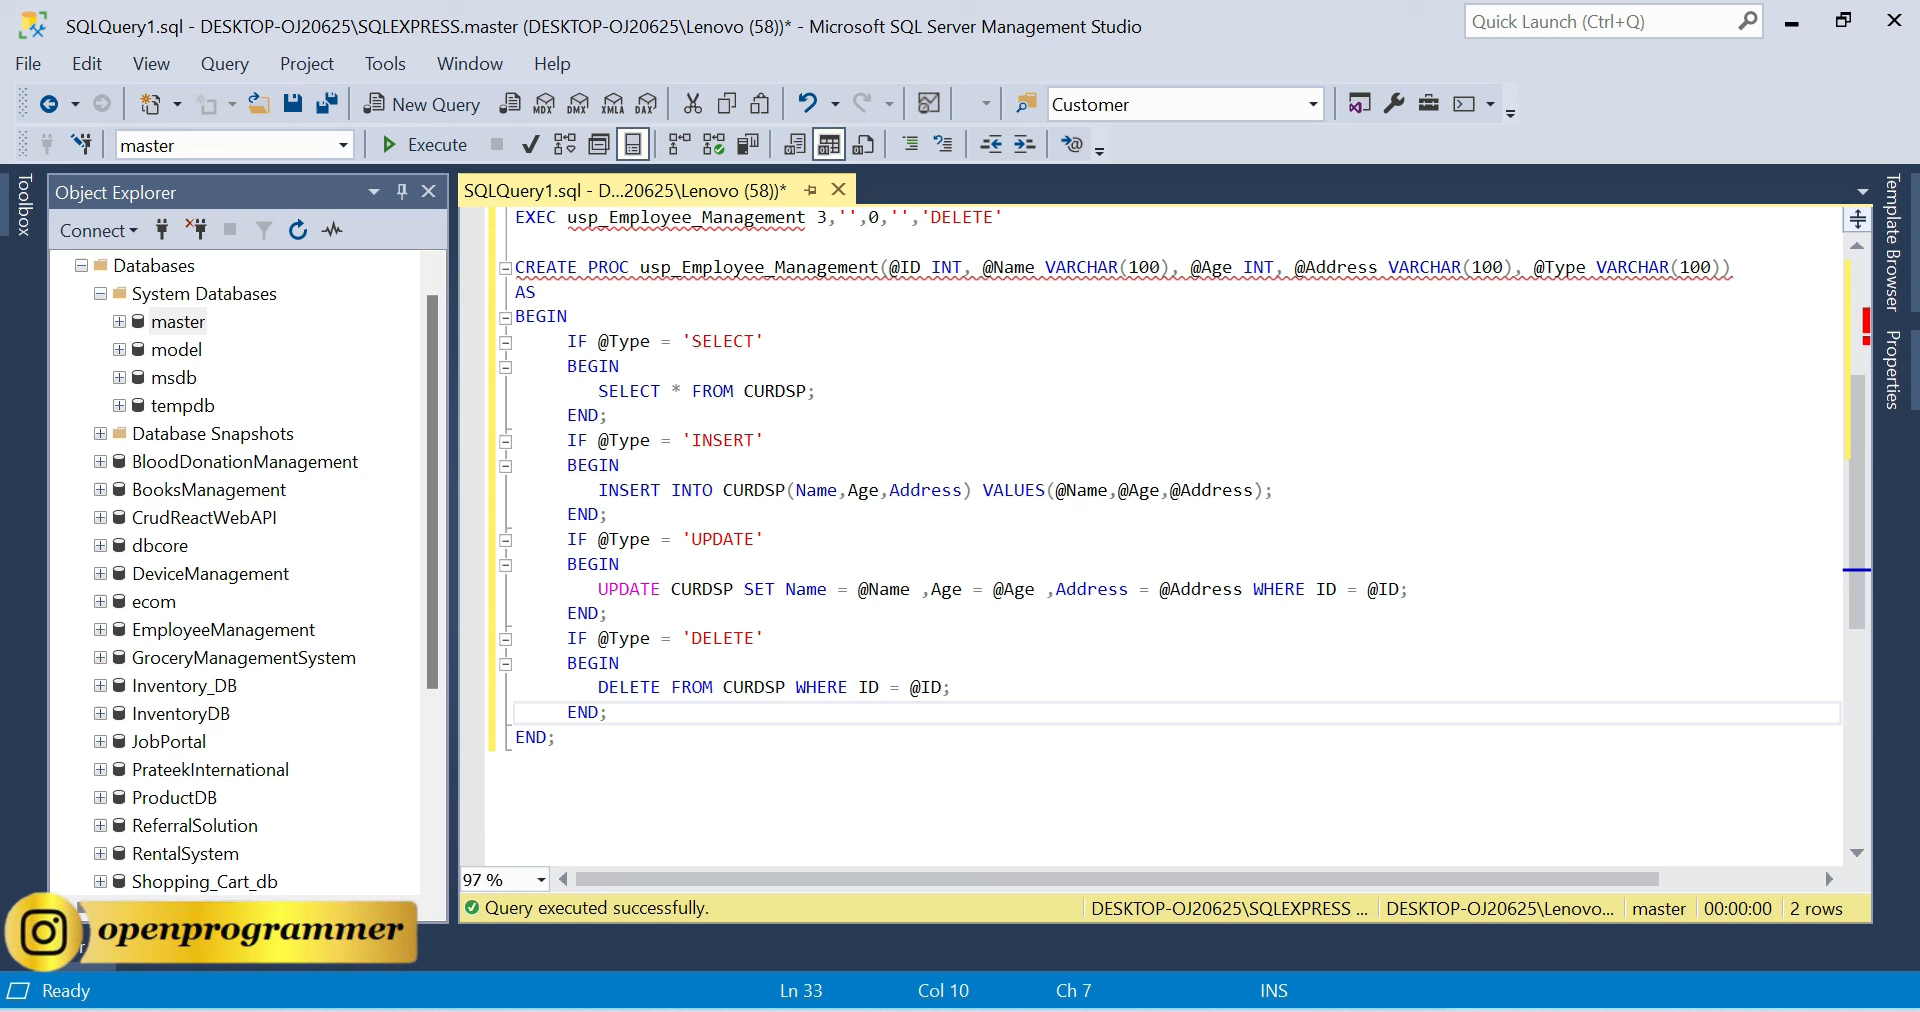 SQLQuery1.sql - DESKTOP-OJ20625\SQLEXPRESS.master (DESKTOP-OJ20625\Lenovo (58))* - Microsoft SQL Server Management Studio
Quick Launch (Ctrl+Q)
File Edit View Query Project Tools Window Help
New Query MDX DMX XMLA DAX Customer
master Execute
Toolbox
Object Explorer
Connect
Databases
System Databases
master
model
msdb
tempdb
Database Snapshots
BloodDonationManagement
BooksManagement
CrudReactWebAPI
dbcore
DeviceManagement
ecom
EmployeeManagement
GroceryManagementSystem
Inventory_DB
InventoryDB
JobPortal
PrateekInternational
ProductDB
ReferralSolution
RentalSystem
Shopping_Cart_db
SQLQuery1.sql - D...20625\Lenovo (58))*
EXEC usp_Employee_Management 3,'',0,'','DELETE'
CREATE PROC usp_Employee_Management(@ID INT, @Name VARCHAR(100), @Age INT, @Address VARCHAR(100), @Type VARCHAR(100))
AS
BEGIN
IF @Type = 'SELECT'
BEGIN
SELECT * FROM CURDSP;
END;
IF @Type = 'INSERT'
BEGIN
INSERT INTO CURDSP(Name,Age,Address) VALUES(@Name,@Age,@Address);
END;
IF @Type = 'UPDATE'
BEGIN
UPDATE CURDSP SET Name = @Name ,Age = @Age ,Address = @Address WHERE ID = @ID;
END;
IF @Type = 'DELETE'
BEGIN
DELETE FROM CURDSP WHERE ID = @ID;
END;
END;
97 %
Query executed successfully. DESKTOP-OJ20625\SQLEXPRESS ... DESKTOP-OJ20625\Lenovo... master 00:00:00 2 rows
Template Browser
Properties
openprogrammer
Ready Ln 33 Col 10 Ch 7 INS